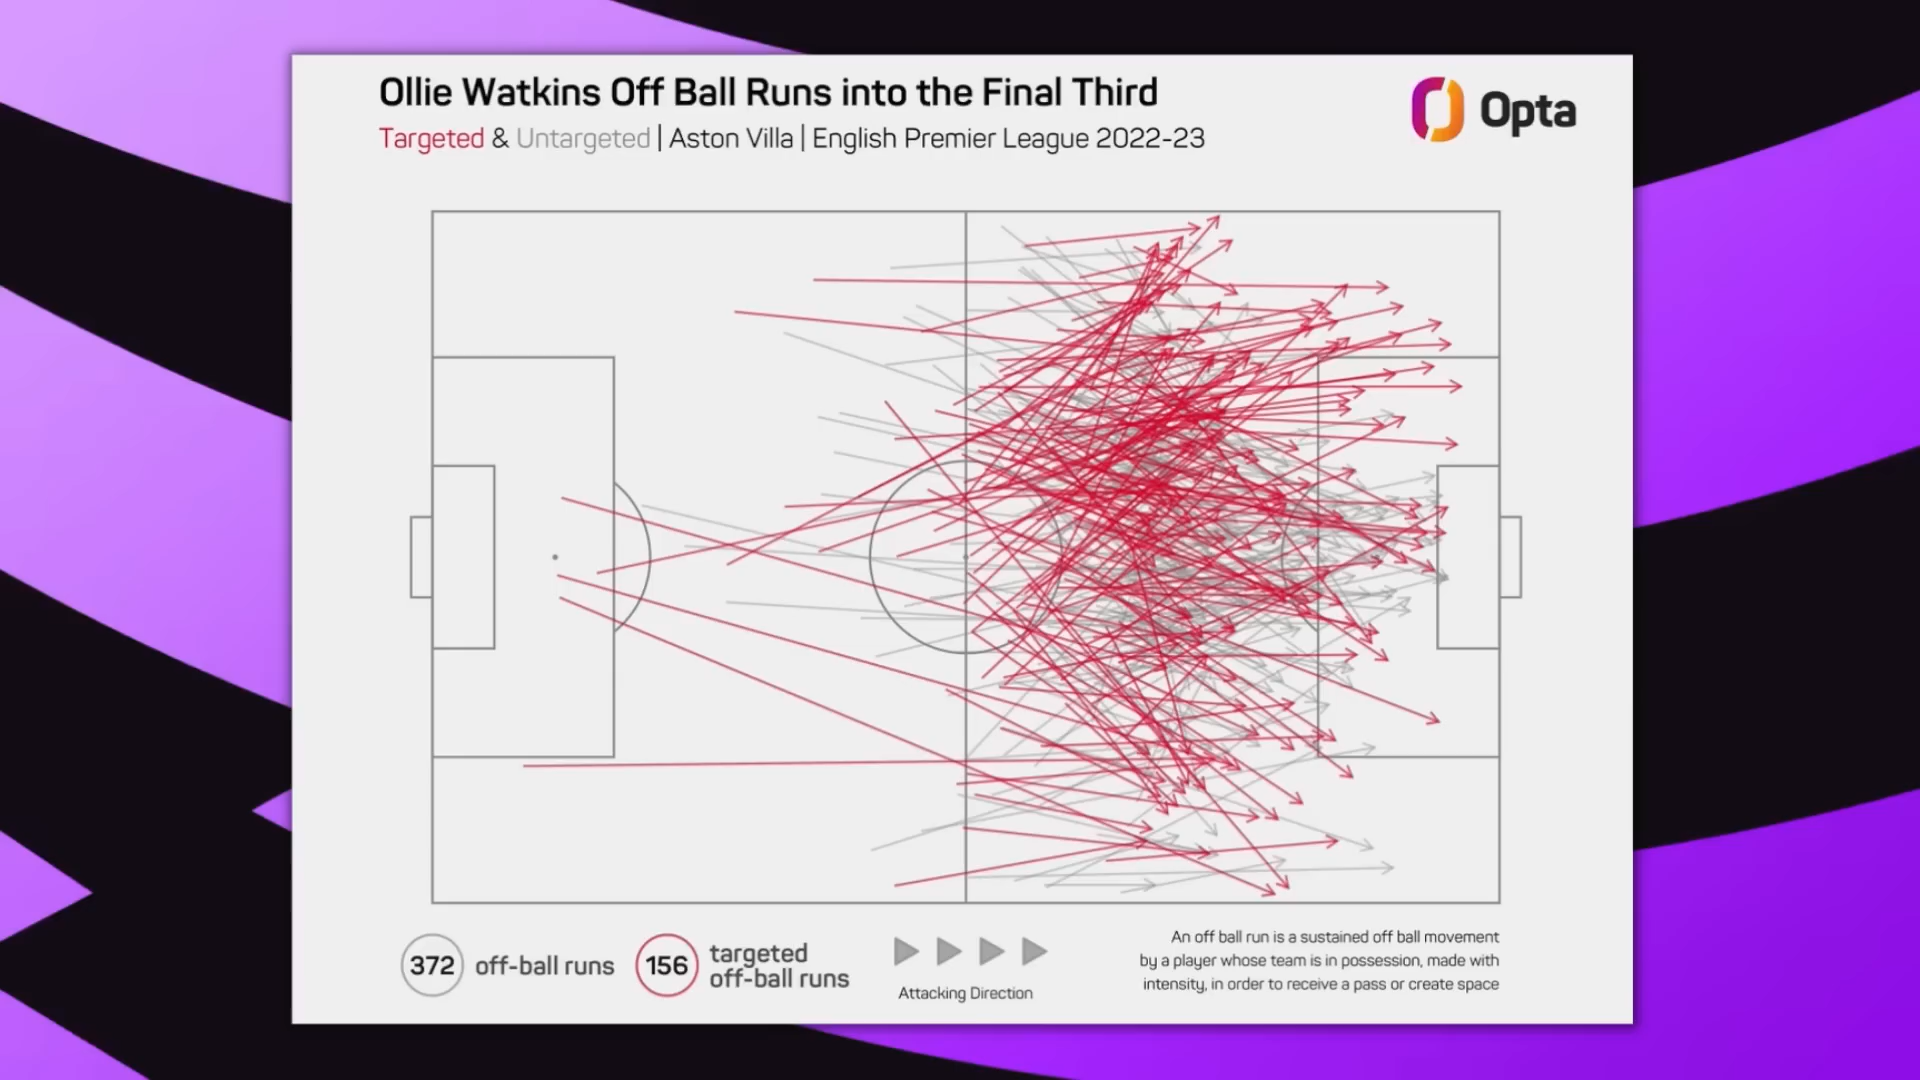 Ollie Watkins Off Ball Runs into the Final Third
Targeted & Untargeted | Aston Villa | English Premier League 2022-23
Opta
372 off-ball runs
156 targeted off-ball runs
Attacking Direction
An off ball run is a sustained off ball movement
by a player whose team is in possession, made with
intensity, in order to receive a pass or create space